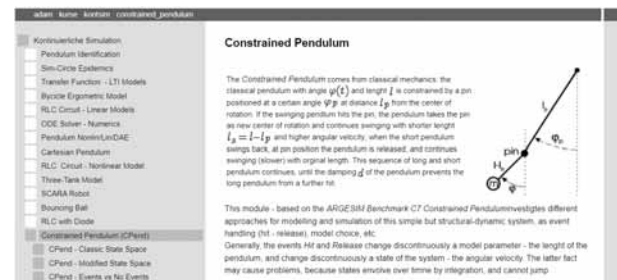 adam kurse kontsim constrained_pendulum
Kontinuierliche Simulation
Pendulum Identification
Sim-Circle Epidemics
Transfer Function - LTI Models
Bycicle Ergometric Model
RLC Circuit - Linear Models
ODE Solver - Numerics
Pendulum Nonlin/Lin/DAE
Cartesian Pendulum
RLC Circuit - Nonlinear Model
Three-Tank Model
SCARA Robot
Bouncing Ball
RLC with Diode
Constrained Pendulum (CPend)
CPend - Classic State Space
CPend - Modified State Space
CPend - Events vs No Events
Constrained Pendulum
The Constrained Pendulum comes from classical mechanics: the
classical pendulum with angle φ(t) and lenght l is constrained by a pin
positioned at a certain angle φp at distance lp from the center of
rotation. If the swinging pendlum hits the pin, the pendulum takes the pin
as new center of rotation and continues swinging with shorter lenght
ls = l−lp and higher angular velocity, when the short pendulum
swings back, at pin position the pendulum is released, and continues
swinging (slower) with orginal lenght. This sequence of long and short
pendulum continues, until the damping d of the pendulum prevents the
long pendulum from a further hit.
lp
φp
pin
m
φ
This module - based on the ARGESIM Benchmark C7 Constrained Penduluminvestigtes different
approaches for modelling and simulation of this simple but structural-dynamic system, as event
handling (hit - release), model choice, etc.
Generally, the events Hit and Release change discontinuously a model parameter - the lenght of the
pendulum, and change discontinuously a state of the system - the angular velocity. The latter fact
may cause problems, because states envolve over timne by integration, and cannot jump